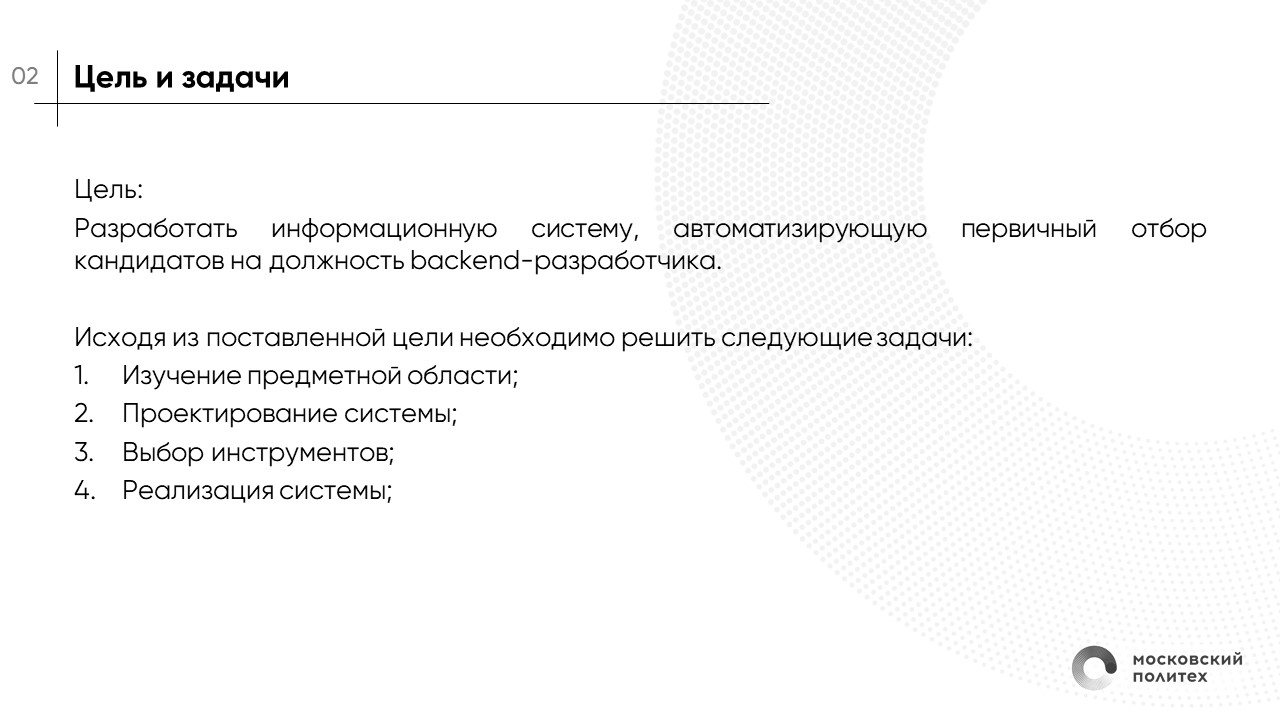 02
Цель и задачи
Цель:
Разработать информационную систему, автоматизирующую первичный отбор
кандидатов на должность backend-разработчика.
Исходя из поставленной цели необходимо решить следующие задачи:
1. Изучение предметной области;
2. Проектирование системы;
3. Выбор инструментов;
4. Реализация системы;
московский
политех